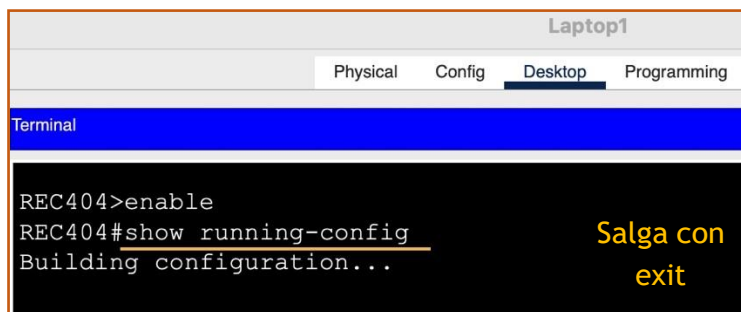 Laptop1
Physical Config Desktop Programming
Terminal
REC404>enable
REC404#show running-config
Building configuration...
Salga con
exit